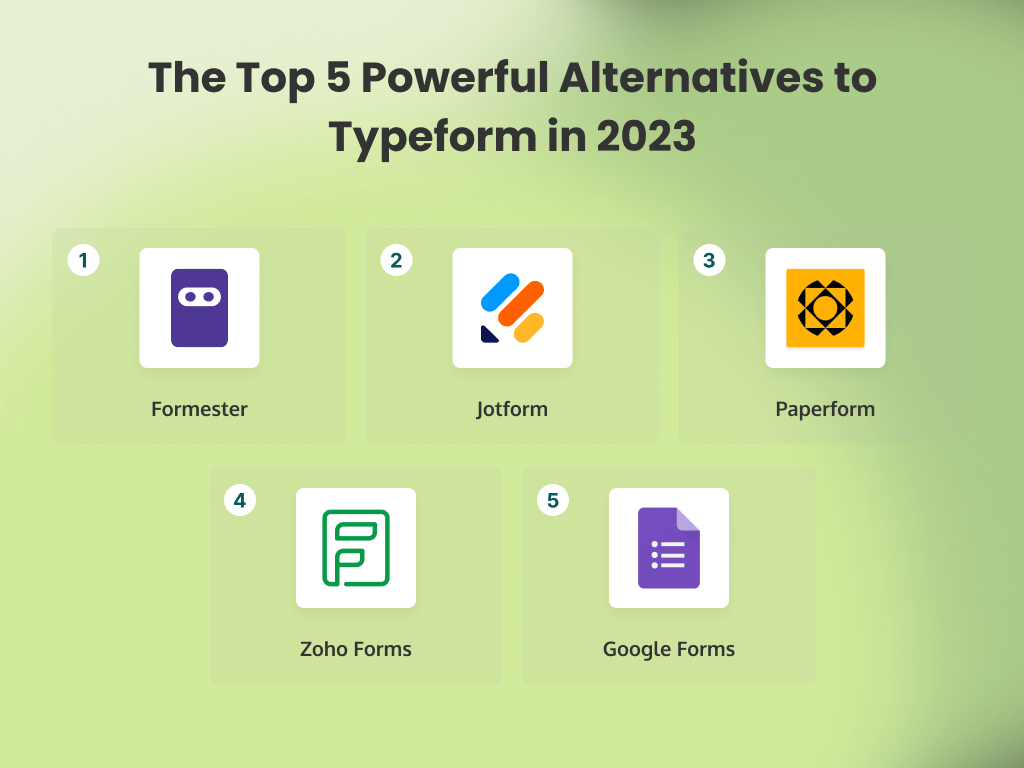 The Top 5 Powerful Alternatives to
Typeform in 2023
1
Formester
2
Jotform
3
Paperform
4
Zoho Forms
5
Google Forms